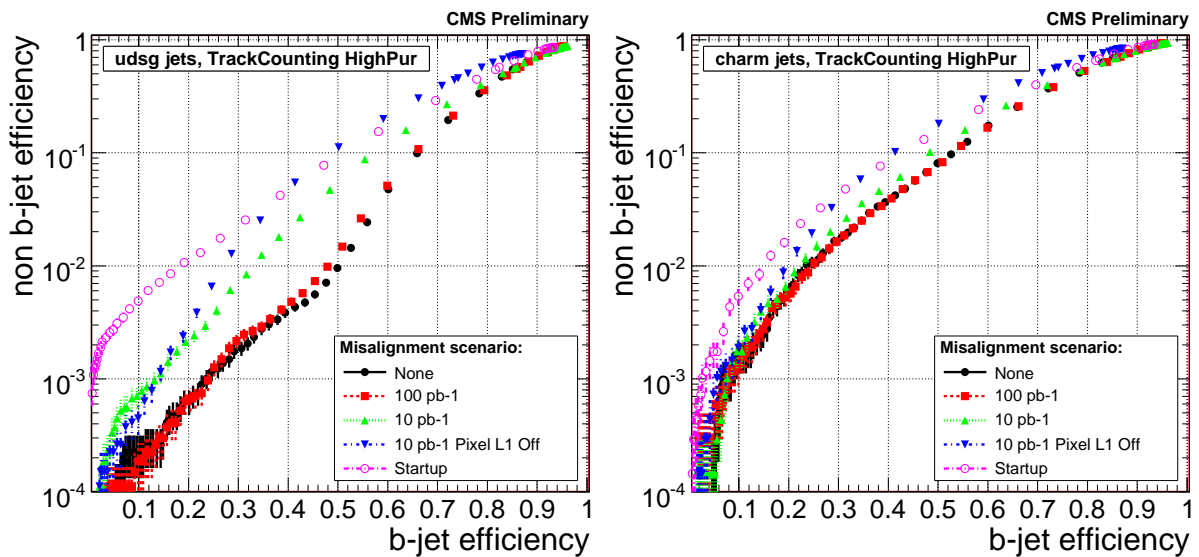 CMS Preliminary
udsg jets, TrackCounting HighPur
non b-jet efficiency
1
10-1
10-2
10-3
10-4
Misalignment scenario:
None
100 pb-1
10 pb-1
10 pb-1 Pixel L1 Off
Startup
0.1 0.2 0.3 0.4 0.5 0.6 0.7 0.8 0.9 1
b-jet efficiency
CMS Preliminary
charm jets, TrackCounting HighPur
non b-jet efficiency
1
10-1
10-2
10-3
10-4
Misalignment scenario:
None
100 pb-1
10 pb-1
10 pb-1 Pixel L1 Off
Startup
0.1 0.2 0.3 0.4 0.5 0.6 0.7 0.8 0.9 1
b-jet efficiency